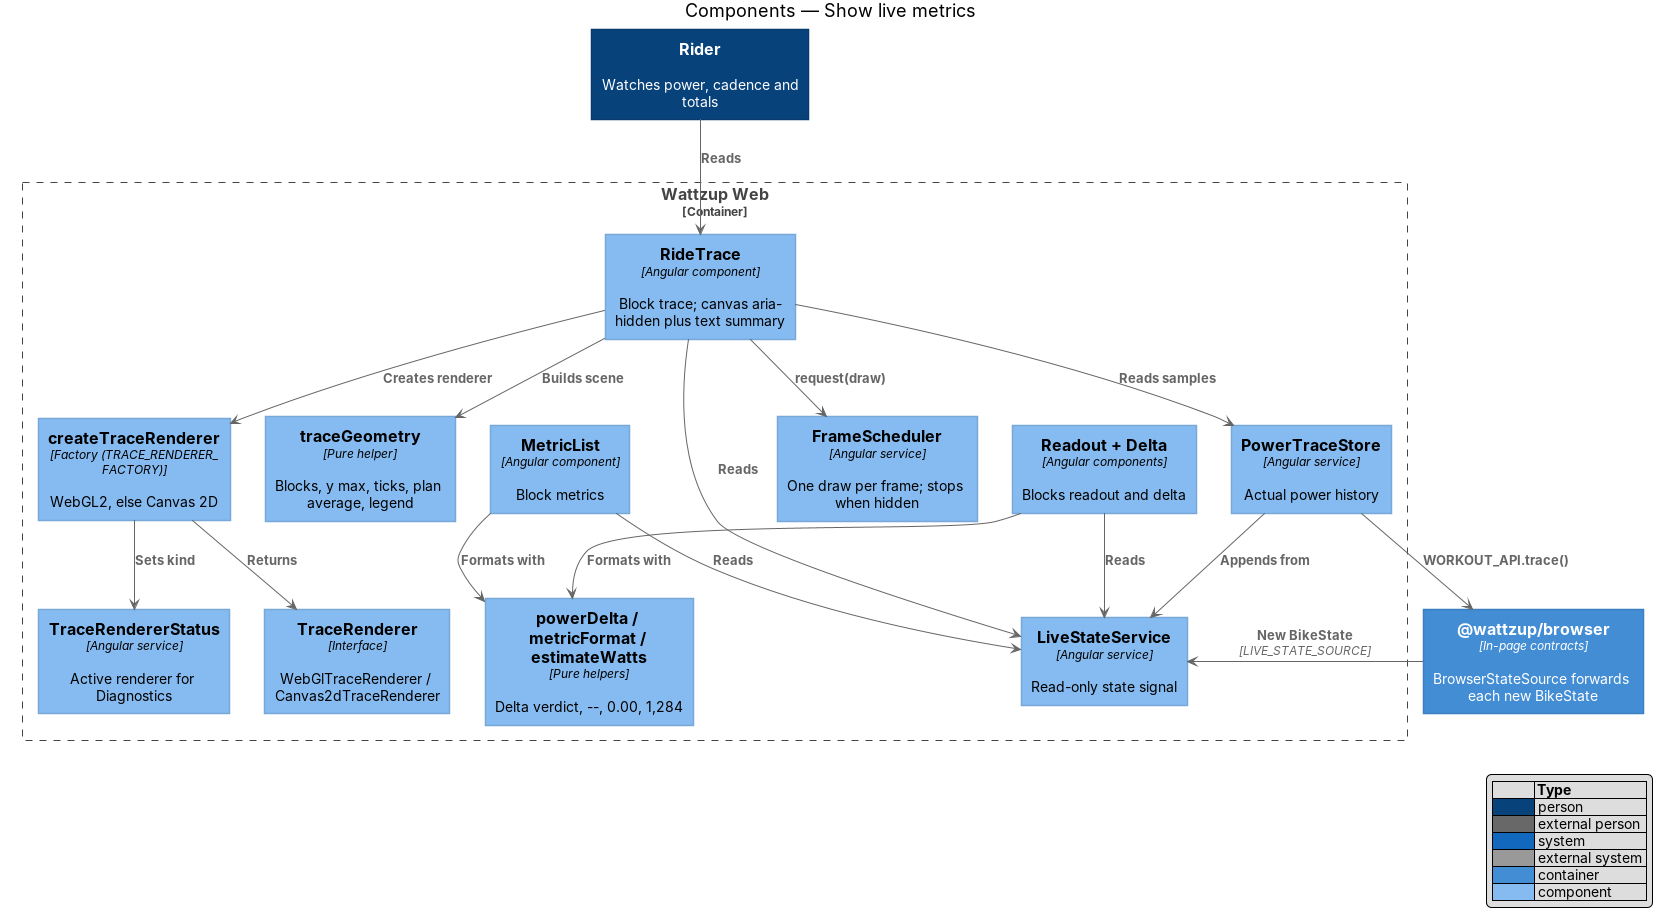 Components — Show live metrics
Rider
Watches power, cadence and
totals
Reads
Wattzup Web
[Container]
RideTrace
[Angular component]
Block trace; canvas aria-
hidden plus text summary
Creates renderer
Builds scene
request(draw)
Reads samples
createTraceRenderer
[Factory (TRACE_RENDERER_
FACTORY)]
WebGL2, else Canvas 2D
traceGeometry
[Pure helper]
Blocks, y max, ticks, plan
average, legend
MetricList
[Angular component]
Block metrics
Reads
FrameScheduler
[Angular service]
One draw per frame; stops
when hidden
Readout + Delta
[Angular components]
Blocks readout and delta
PowerTraceStore
[Angular service]
Actual power history
Sets kind
Returns
Formats with
Formats with
Reads
Reads
Appends from
WORKOUT_API.trace()
TraceRendererStatus
[Angular service]
Active renderer for
Diagnostics
TraceRenderer
[Interface]
WebGlTraceRenderer /
Canvas2dTraceRenderer
powerDelta /
metricFormat /
estimateWatts
[Pure helpers]
Delta verdict, --, 0.00, 1,284
LiveStateService
[Angular service]
Read-only state signal
New BikeState
[LIVE_STATE_SOURCE]
@wattzup/browser
[In-page contracts]
BrowserStateSource forwards
each new BikeState
Type
person
external person
system
external system
container
component